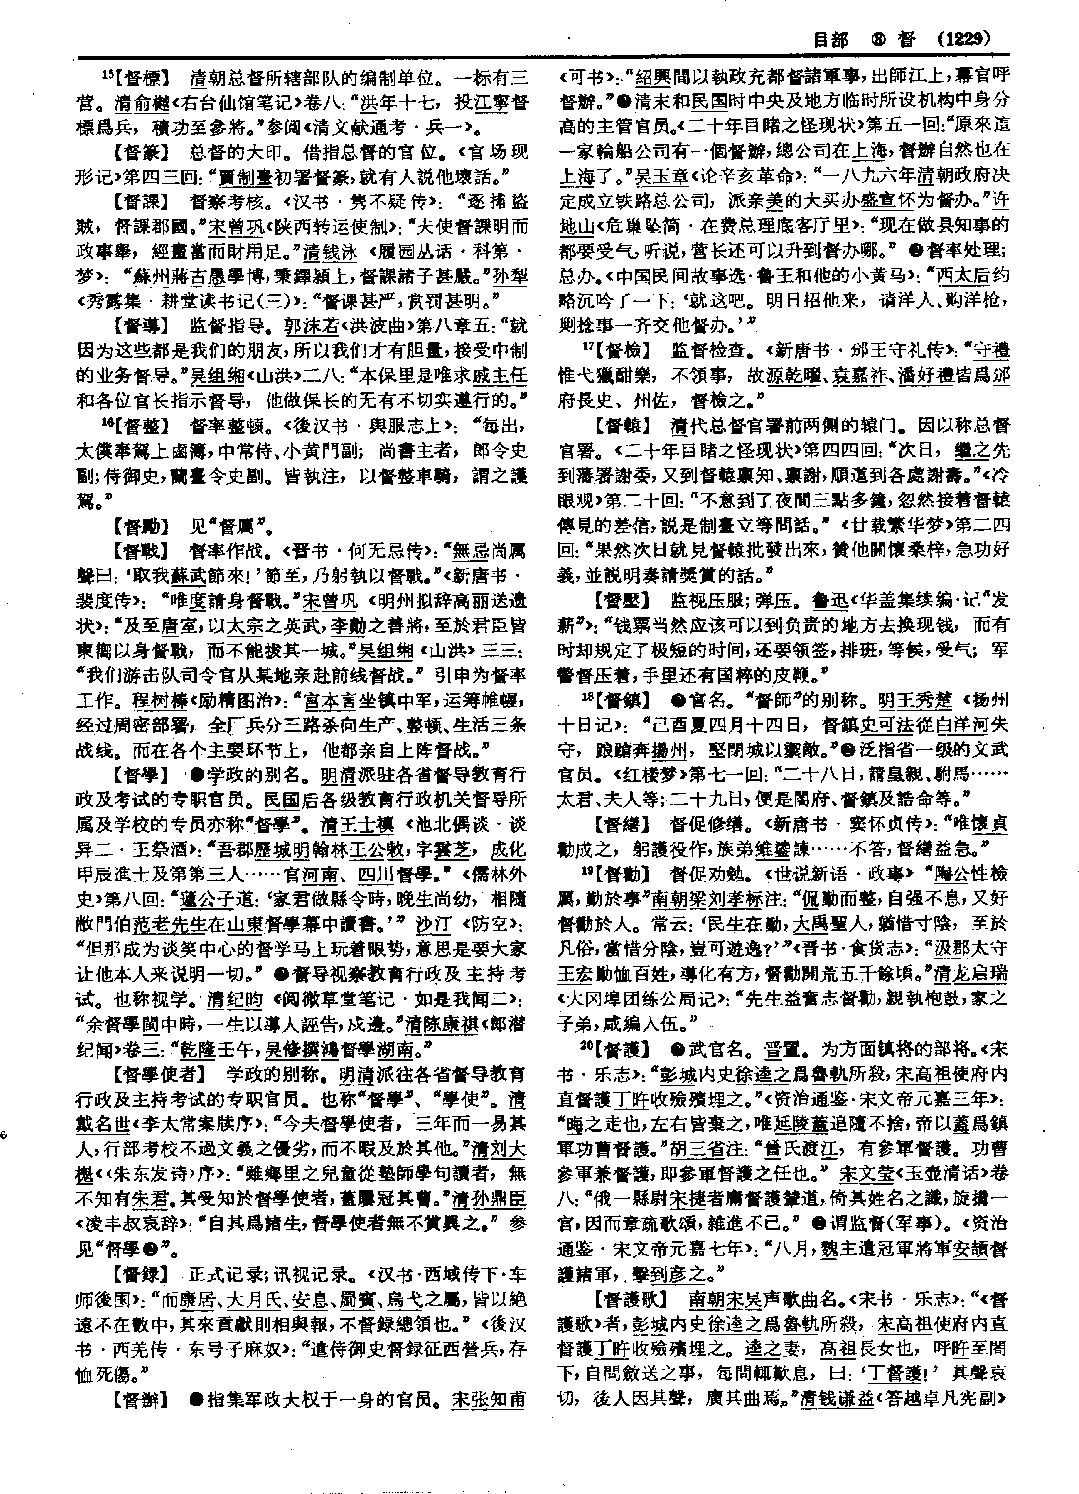 目部 ⑧ 督 (1229)
15【督標】 清朝总督所辖部队的编制单位。一标有三
营。清俞樾《右台仙馆笔记》卷八：“洪年十七，投江寧督
標爲兵，積功至參將。”参阅《清文献通考·兵一》。
【督篆】 总督的大印。借指总督的官位。《官场现
形记》第四三回：“賈制臺初署督篆，就有人説他壞話。”
【督課】 督察考核。《汉书·隽不疑传》：“逐捕盗
賊，督課郡國。”宋曾巩《陕西转运使制》：“夫使督課明而
政事舉，經畫當而財用足。”清钱泳《履园丛话·科第·
梦》：“蘇州蔣古愚學博，秉鐸潁上，督課諸子甚嚴。”孙犁
《秀露集·耕堂读书记（三）》：“督课甚严，赏罚甚明。”
【督導】 监督指导。郭沫若《洪波曲》第八章五：“就
因为这些都是我们的朋友，所以我们才有胆量，接受中制
的业务督导。”吴组缃《山洪》二八：“本保里是唯求戚主任
和各位官长指示督导，他做保长的无有不切实遵行的。”
16【督整】 督率整顿。《後汉书·舆服志上》：“每出，
太僕奉駕上鹵簿，中常侍、小黄門副；尚書主者，郎令史
副；侍御史，蘭臺令史副。皆執注，以督整車騎，謂之護
駕。”
【督勵】 见“督厲”。
【督戰】 督率作战。《晋书·何无忌传》：“無忌尚厲
聲曰：‘取我蘇武節來！’節至，乃躬執以督戰。”《新唐书·
裴度传》：“唯度請身督戰。”宋曾巩《明州拟辞高丽送遗
状》：“及至唐室，以太宗之英武，李勣之善將，至於君臣皆
東嚮以身督戰，而不能拔其一城。”吴组缃《山洪》三三：
“我们游击队司令官从某地亲赴前线督战。”引申为督率
工作。程树榛《励精图治》：“宫本言坐镇中军，运筹帷幄，
经过周密部署，全厂兵分三路杀向生产、整顿、生活三条
战线。而在各个主要环节上，他都亲自上阵督战。”
【督學】 ❶学政的别名。明清派驻各省督导教育行
政及考试的专职官员。民国后各级教育行政机关督导所
属及学校的专员亦称“督學”。清王士禛《池北偶谈·谈
异二·王祭酒》：“吾郡歷城明翰林王公敕，字雲芝，成化
甲辰進士及第第三人……官河南、四川督學。”《儒林外
史》第八回：“蘧公子道：‘家君做縣令時，晚生尚幼，相隨
敝門伯范老先生在山東督學幕中讀書。’”沙汀《防空》：
“但那成为谈笑中心的督学马上玩着眼势，意思是要大家
让他本人来说明一切。”❷督导视察教育行政及主持考
试。也称视学。清纪昀《阅微草堂笔记·如是我闻二》：
“余督學閩中時，一生以導人誣告，戍邊。”清陈康祺《郎潜
纪闻》卷三：“乾隆壬午，吴修撰鴻督學湖南。”
【督學使者】 学政的别称。明清派往各省督导教育
行政及主持考试的专职官员。也称“督學”、“學使”。清
戴名世《李太常案牍序》：“今夫督學使者，三年而一易其
人，行部考校不過文義之優劣，而不暇及於其他。”清刘大
櫆《〈朱东发诗〉序》：“雖鄉里之兒童從塾師學句讀者，無
不知有朱君。其受知於督學使者，蓋屢冠其曹。”清孙鼎臣
《凌丰叔哀辞》：“自其爲諸生，督學使者無不賞異之。”参
见“督學❷”。
【督録】 正式记录；讯视记录。《汉书·西域传下·车
师後国》：“而康居、大月氏、安息、罽賓、烏弋之屬，皆以絶
遠不在數中，其來貢獻則相與報，不督録總領也。”《後汉
书·西羌传·东号子麻奴》：“遣侍御史督録征西營兵，存
恤死傷。”
【督辦】 ❶指集军政大权于一身的官员。宋张知甫
《可书》：“紹興間以執政充都督諸軍事，出師江上，幕官呼
督辦。”❷清末和民国时中央及地方临时所设机构中身分
高的主管官员。《二十年目睹之怪现状》第五一回：“原來這
一家輪船公司有一個督辦，總公司在上海，督辦自然也在
上海了。”吴玉章《论辛亥革命》：“一八九六年清朝政府决
定成立铁路总公司，派亲美的大买办盛宣怀为督办。”许
地山《危巢坠简·在费总理底客厅里》：“现在做县知事的
都要受气。听说，营长还可以升到督办哪。”❸督率处理；
总办。《中国民间故事选·鲁王和他的小黄马》：“西太后约
略沉吟了一下：‘就这吧。明日招他来，请洋人、购洋枪，
剿捻事一齐交他督办。’”
17【督檢】 监督检查。《新唐书·邠王守礼传》：“守禮
惟弋獵酣樂，不領事，故源乾曜、袁嘉祚、潘好禮皆爲邠
府長史、州佐，督檢之。”
【督轅】 清代总督官署前两侧的辕门。因以称总督
官署。《二十年目睹之怪现状》第四四回：“次日，繼之先
到藩署謝委，又到督轅禀知、禀謝，順道到各處謝壽。”《冷
眼观》第二十回：“不意到了夜間三點多鐘，忽然接着督轅
傳見的差信，説是制臺立等問話。”《廿载繁华梦》第二四
回：“果然次日就見督轅批發出來，贊他關懷桑梓，急功好
義，並説明奏請奬賞的話。”
【督壓】 监视压服；弹压。鲁迅《华盖集续编·记“发
薪”》：“钱票当然应该可以到负责的地方去换现钱，而有
时却规定了极短的时间，还要领签，排班，等候，受气；军
警督压着，手里还有国粹的皮鞭。”
18【督鎮】 ❶官名。“督师”的别称。明王秀楚《扬州
十日记》：“己酉夏四月十四日，督鎮史可法從白洋河失
守，踉蹌奔揚州，堅閉城以禦敵。”❷泛指省一级的文武
官员。《红楼梦》第七一回：“二十八日，請皇親、駙馬……
太君、夫人等；二十九日，便是閣府、督鎮及誥命等。”
【督繕】 督促修缮。《新唐书·窦怀贞传》：“唯懷貞
勸成之，躬護役作，族弟維鍌諫……不答，督繕益急。”
19【督勸】 督促劝勉。《世说新语·政事》“陶公性檢
厲，勤於事”南朝梁刘孝标注：“侃勤而整，自强不息，又好
督勸於人。常云：‘民生在勤，大禹聖人，猶惜寸陰，至於
凡俗，當惜分陰，豈可遊逸？’”《晋书·食货志》：“汲郡太守
王宏勤恤百姓，導化有方，督勸開荒五千餘頃。”清龙启瑞
《大冈埠团练公局记》：“先生益奮志督勸，親執枹鼓，家之
子弟，咸編入伍。”
20【督護】 ❶武官名。晋置。为方面镇将的部将。《宋
书·乐志》：“彭城内史徐逵之爲魯軌所殺，宋高祖使府内
直督護丁旿收殮殯埋之。”《资治通鉴·宋文帝元嘉三年》：
“晦之走也，左右皆棄之，唯延陵蓋追隨不捨，帝以蓋爲鎮
軍功曹督護。”胡三省注：“晉氏渡江，有參軍督護。功曹
參軍兼督護，即參軍督護之任也。”宋文莹《玉壶清话》卷
八：“俄一縣尉宋捷者爲督護輦道，倚其姓名之讖，旋攝一
宫，因而章疏歌頌，雜進不已。”❷谓监督（军事）。《资治
通鉴·宋文帝元嘉七年》：“八月，魏主遣冠軍將軍安頡督
護諸軍，擊到彦之。”
【督護歌】 南朝宋吴声歌曲名。《宋书·乐志》：“《督
護歌》者，彭城内史徐逵之爲魯軌所殺，宋高祖使府内直
督護丁旿收殮殯埋之。逵之妻，高祖長女也，呼旿至閤
下，自問斂送之事，每問輒歎息，曰：‘丁督護！’其聲哀
切，後人因其聲，廣其曲焉。”清钱谦益《答越卓凡先副》